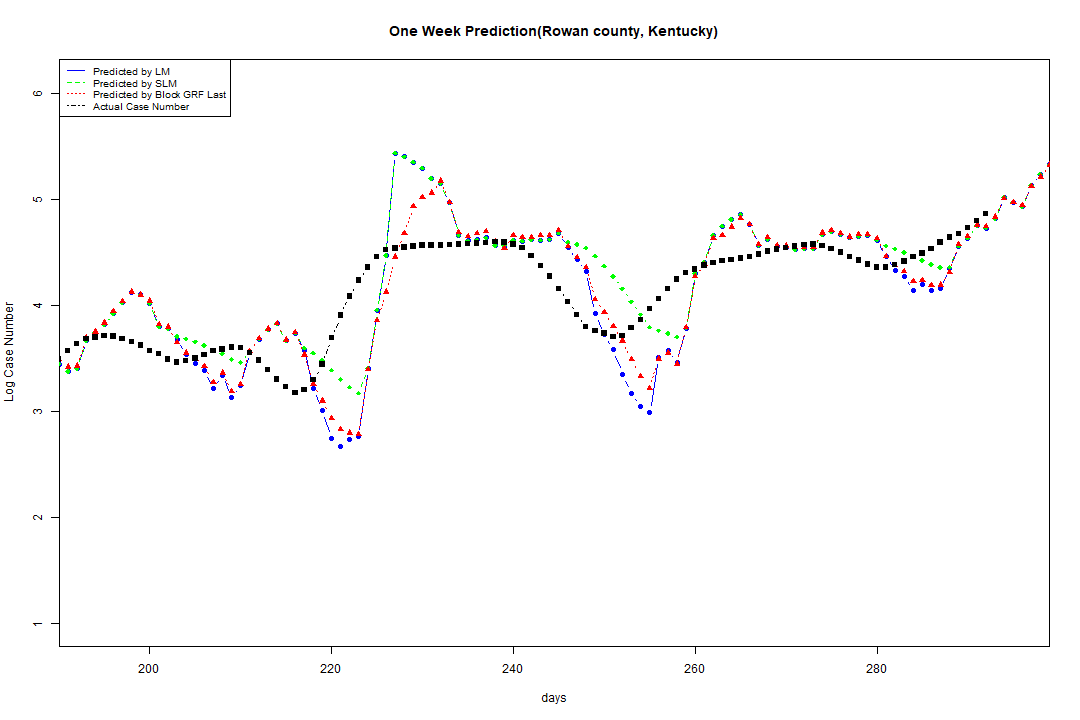 One Week Prediction(Rowan county, Kentucky)
Predicted by LM
Predicted by SLM
Predicted by Block GRF Last
Actual Case Number
6
5
4
3
2
1
Log Case Number
200 220 240 260 280
days